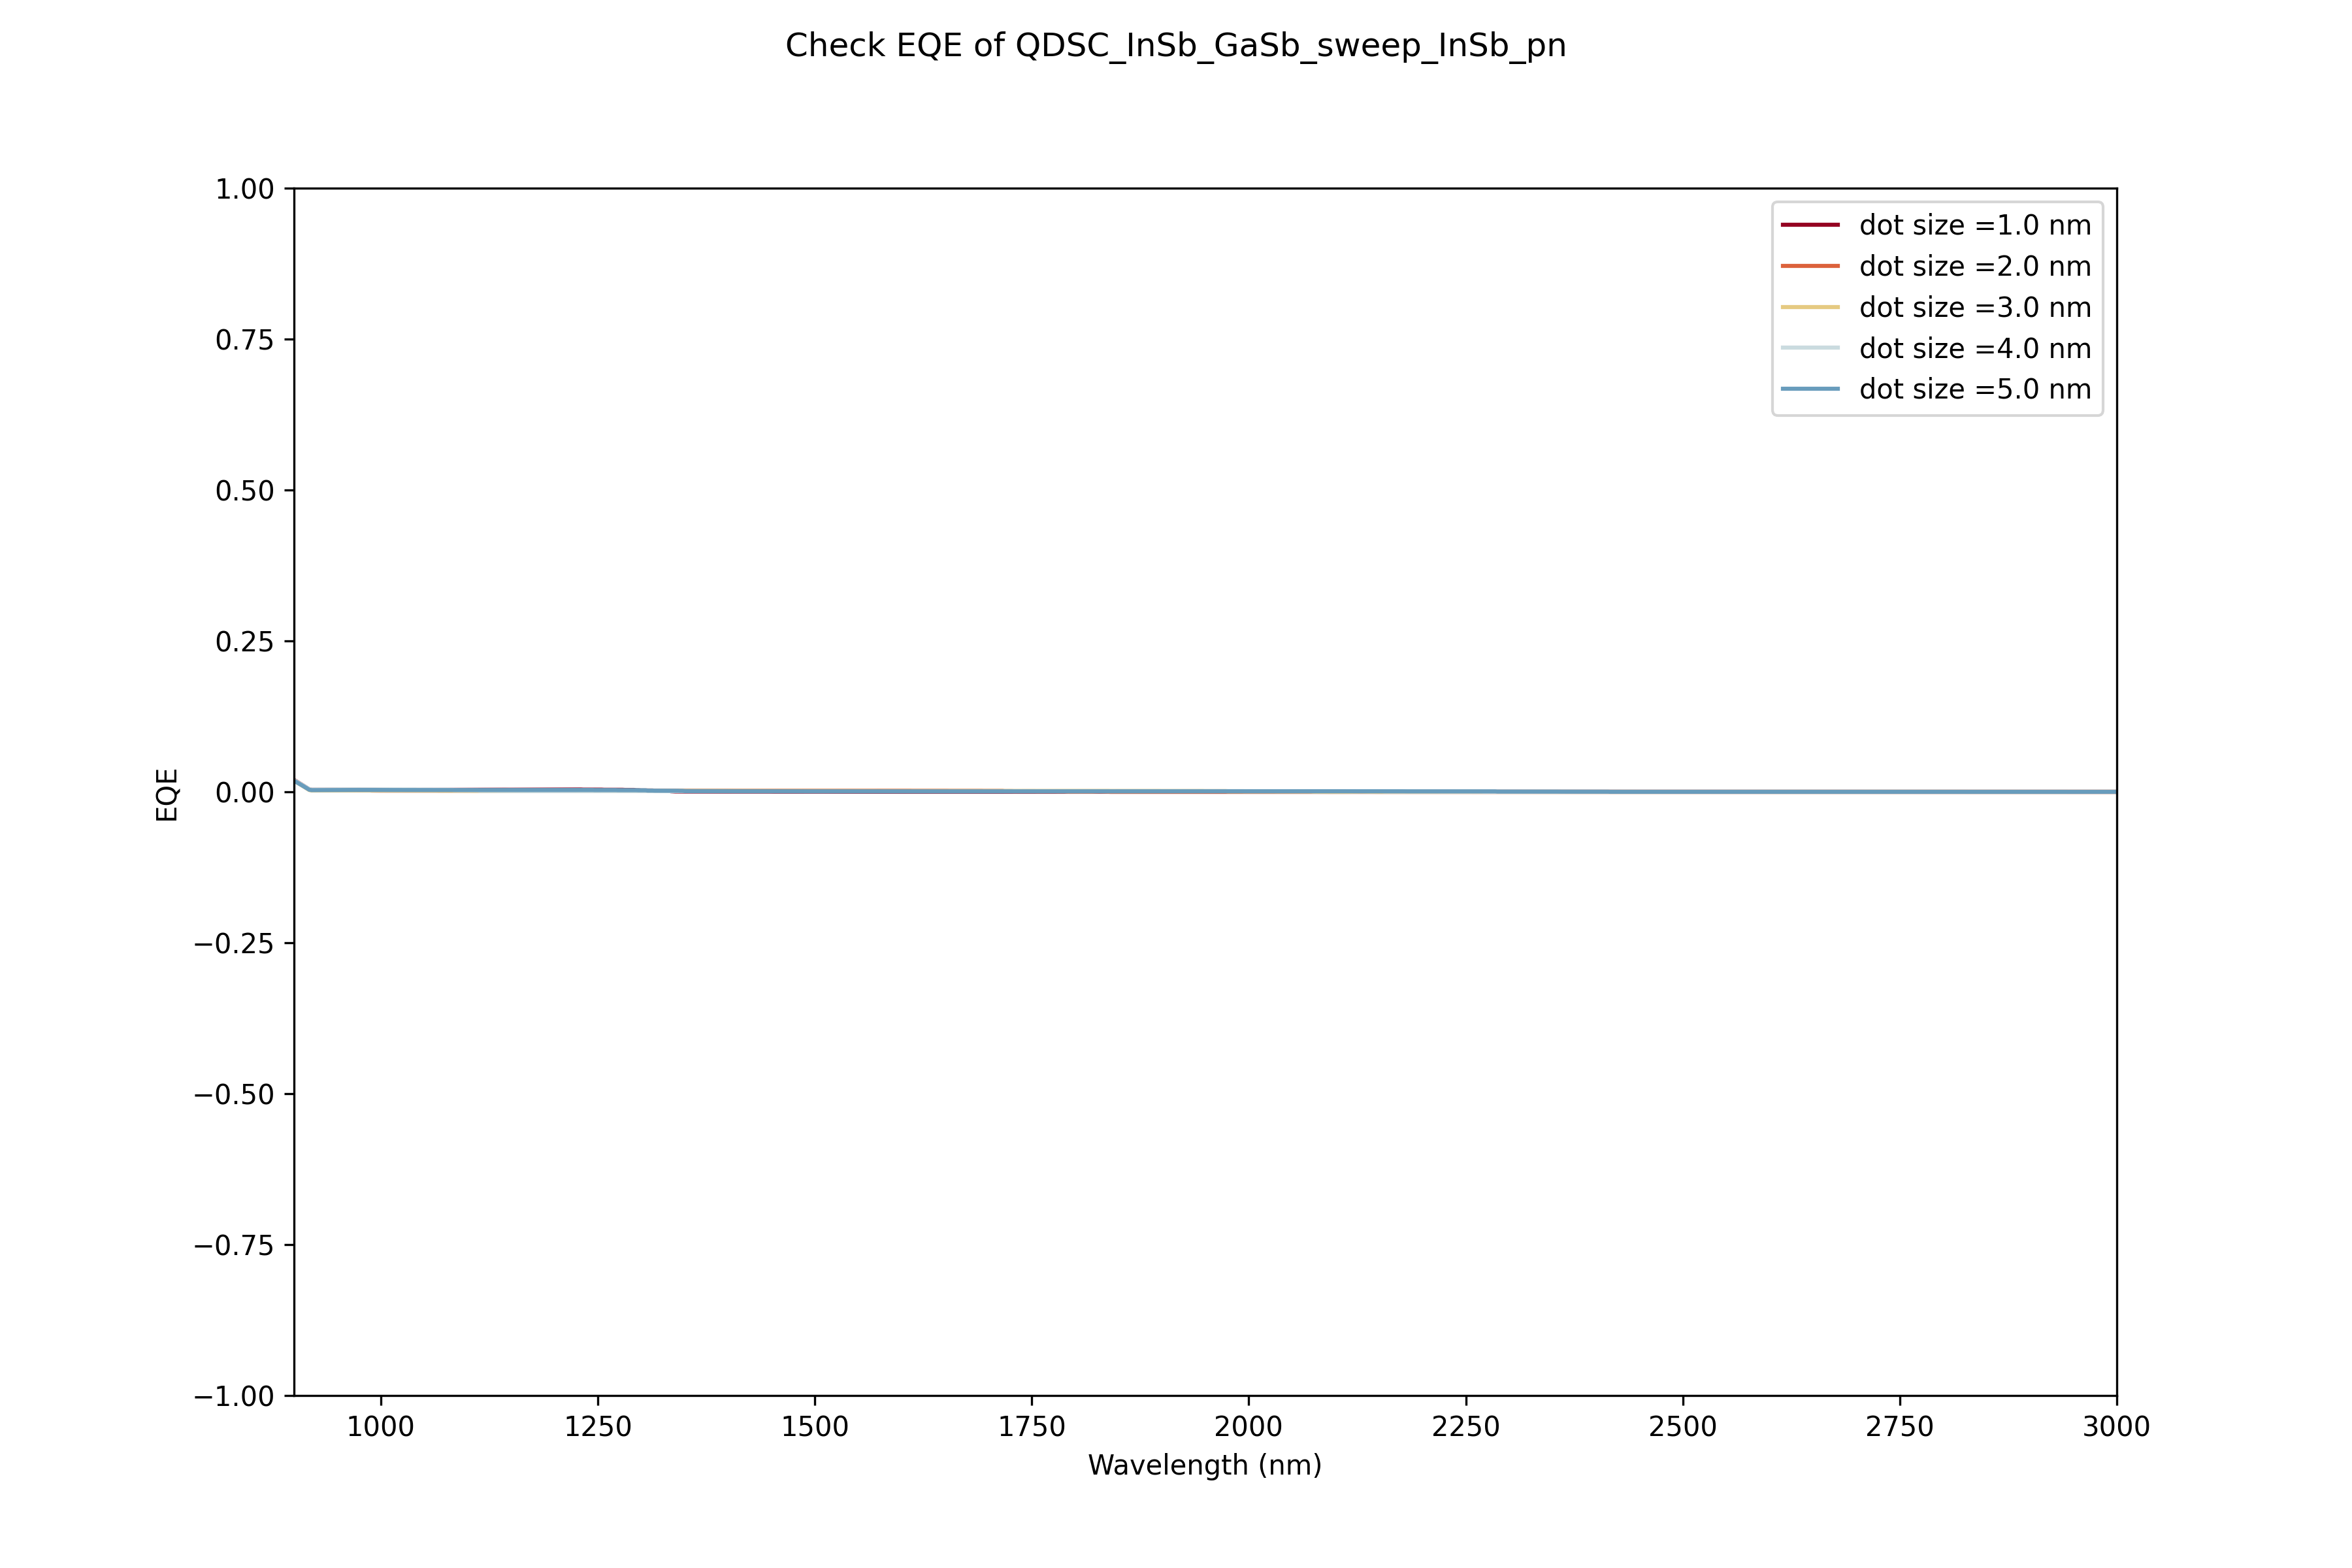 Check EQE of QDSC_InSb_GaSb_sweep_InSb_pn
1.00
0.75
0.50
0.25
0.00
−0.25
−0.50
−0.75
−1.00
EQE
dot size =1.0 nm
dot size =2.0 nm
dot size =3.0 nm
dot size =4.0 nm
dot size =5.0 nm
1000 1250 1500 1750 2000 2250 2500 2750 3000
Wavelength (nm)